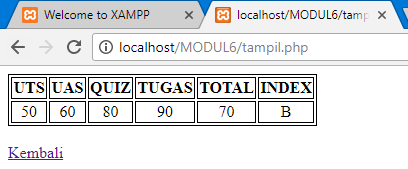 Welcome to XAMPP
localhost/MODUL6/tamp
localhost/MODUL6/tampil.php
UTS UAS QUIZ TUGAS TOTAL INDEX
50 60 80 90 70 B
Kembali